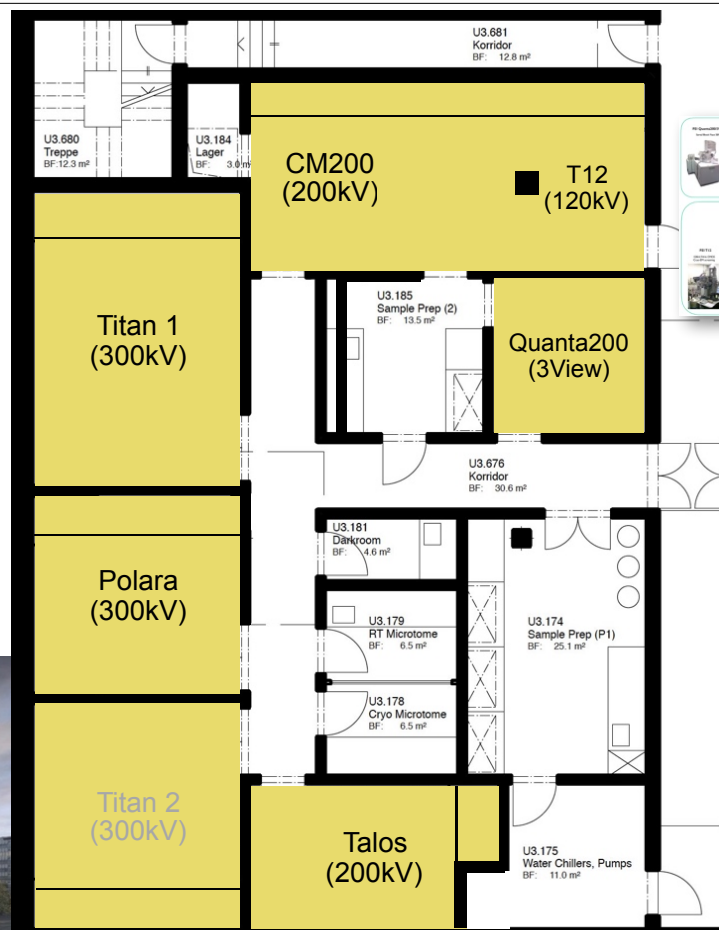 U3.681
Korridor
BF: 12.8 m²
U3.680
Treppe
BF:12.3 m²
U3.184
Lager
BF: 3.0 m
CM200
(200kV)
T12
(120kV)
Titan 1
(300kV)
U3.185
Sample Prep (2)
BF: 13.5 m²
Quanta200
(3View)
U3.676
Korridor
BF: 30.6 m²
U3.181
Darkroom
BF: 4.6 m²
Polara
(300kV)
U3.179
RT Microtome
BF: 6.5 m²
U3.174
Sample Prep (P1)
BF: 25.1 m²
U3.178
Cryo Microtome
BF: 6.5 m²
Titan 2
(300kV)
Talos
(200kV)
U3.175
Water Chillers, Pumps
BF: 11.0 m²